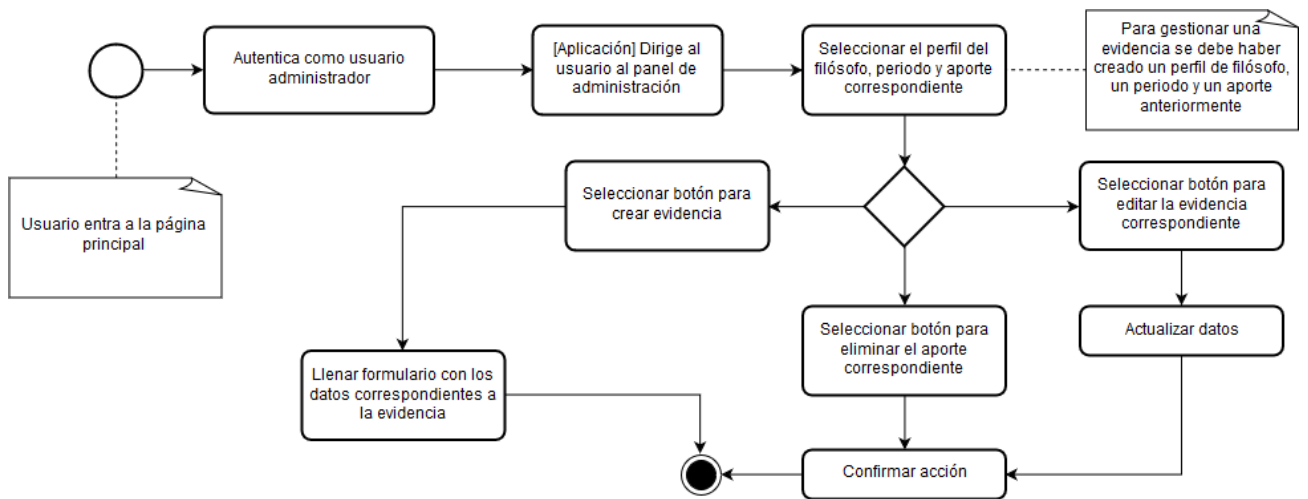 Autentica como usuario
administrador
[Aplicación] Dirige al
usuario al panel de
administración
Seleccionar el perfil del
filósofo, periodo y aporte
correspondiente
Para gestionar una
evidencia se debe haber
creado un perfil de filósofo,
un periodo y un aporte
anteriormente
Usuario entra a la página
principal
Seleccionar botón para
crear evidencia
Seleccionar botón para
editar la evidencia
correspondiente
Seleccionar botón para
eliminar el aporte
correspondiente
Actualizar datos
Llenar formulario con los
datos correspondientes a
la evidencia
Confirmar acción